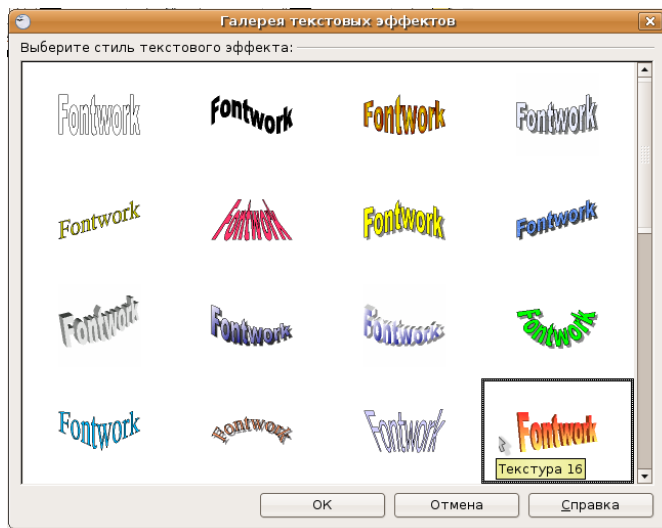 Галерея текстовых эффектов
Выберите стиль текстового эффекта:
Fontwork Fontwork Fontwork Fontwork
Fontwork Fontwork Fontwork Fontwork
Fontwork Fontwork Fontwork Fontwork
Fontwork Fontwork Fontwork Fontwork
Текстура 16
OK Отмена Справка